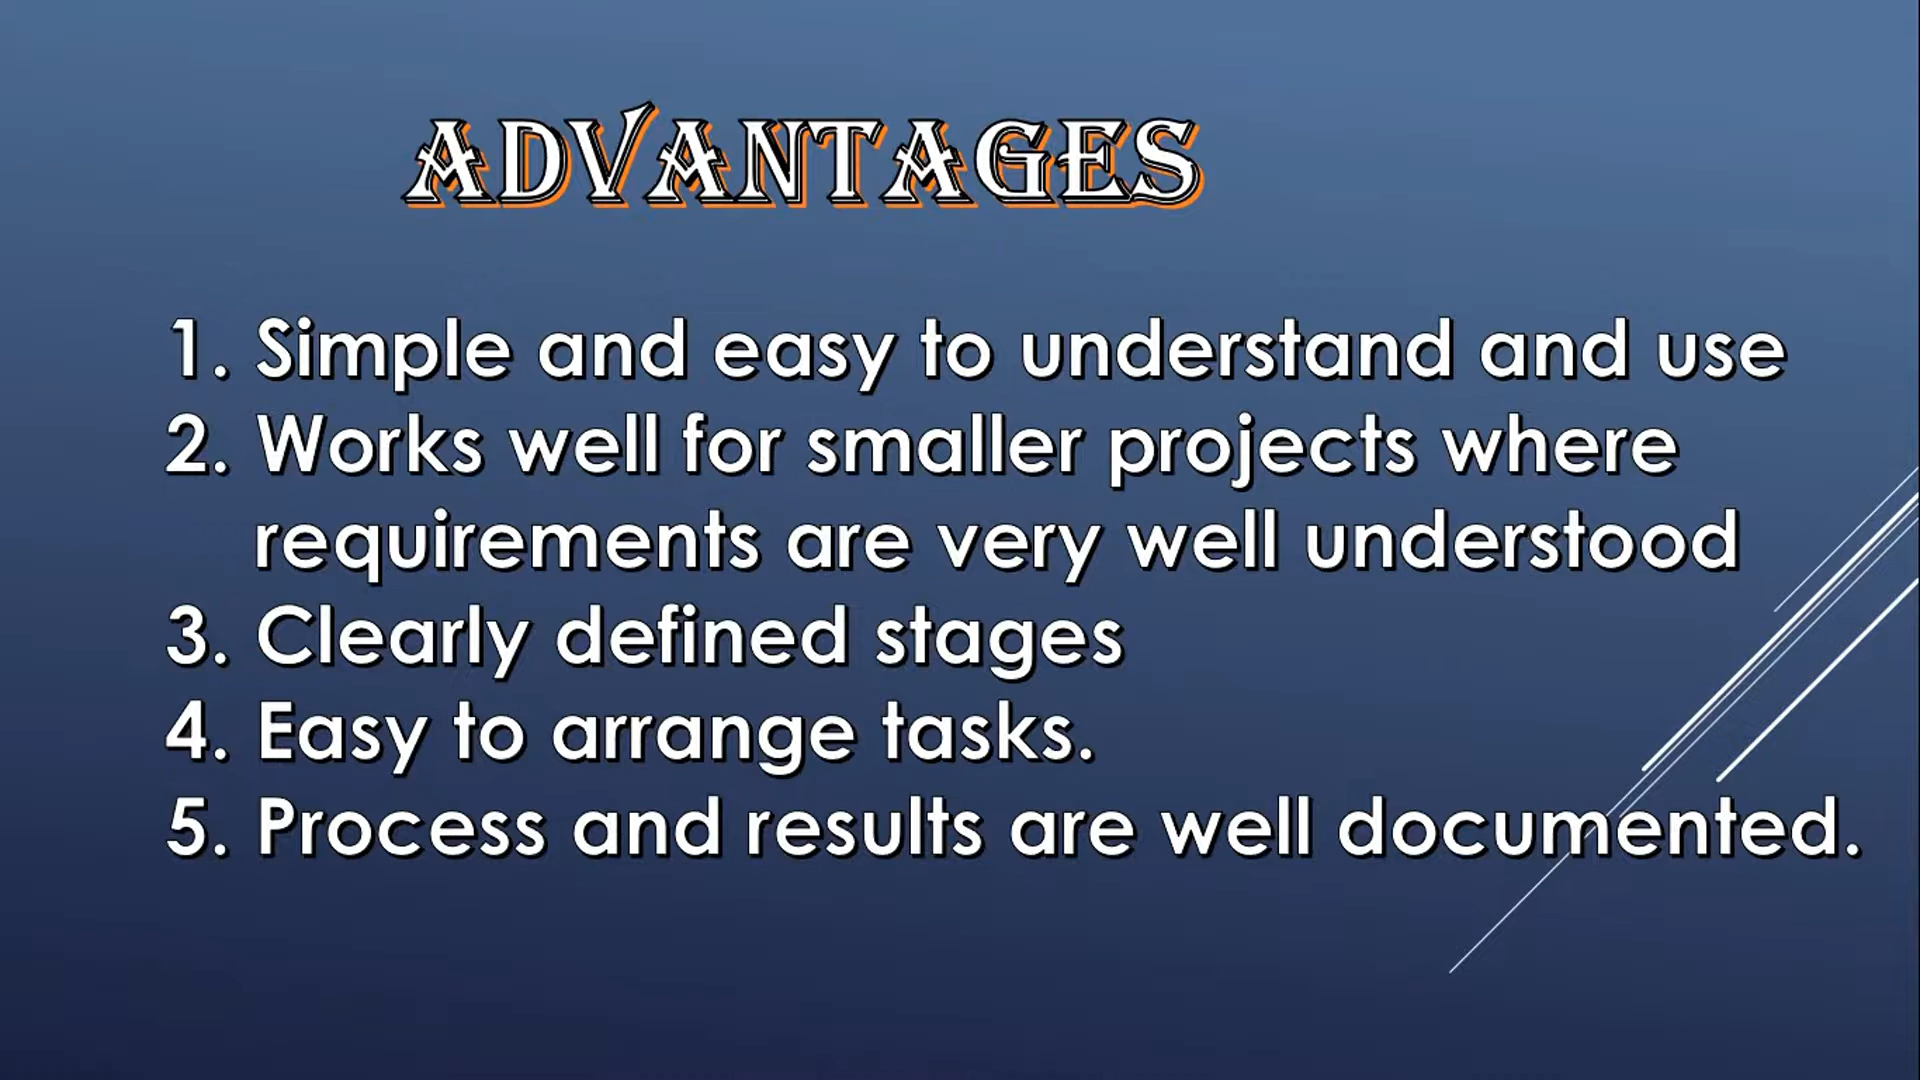 ADVANTAGES
1. Simple and easy to understand and use
2. Works well for smaller projects where
requirements are very well understood
3. Clearly defined stages
4. Easy to arrange tasks.
5. Process and results are well documented.